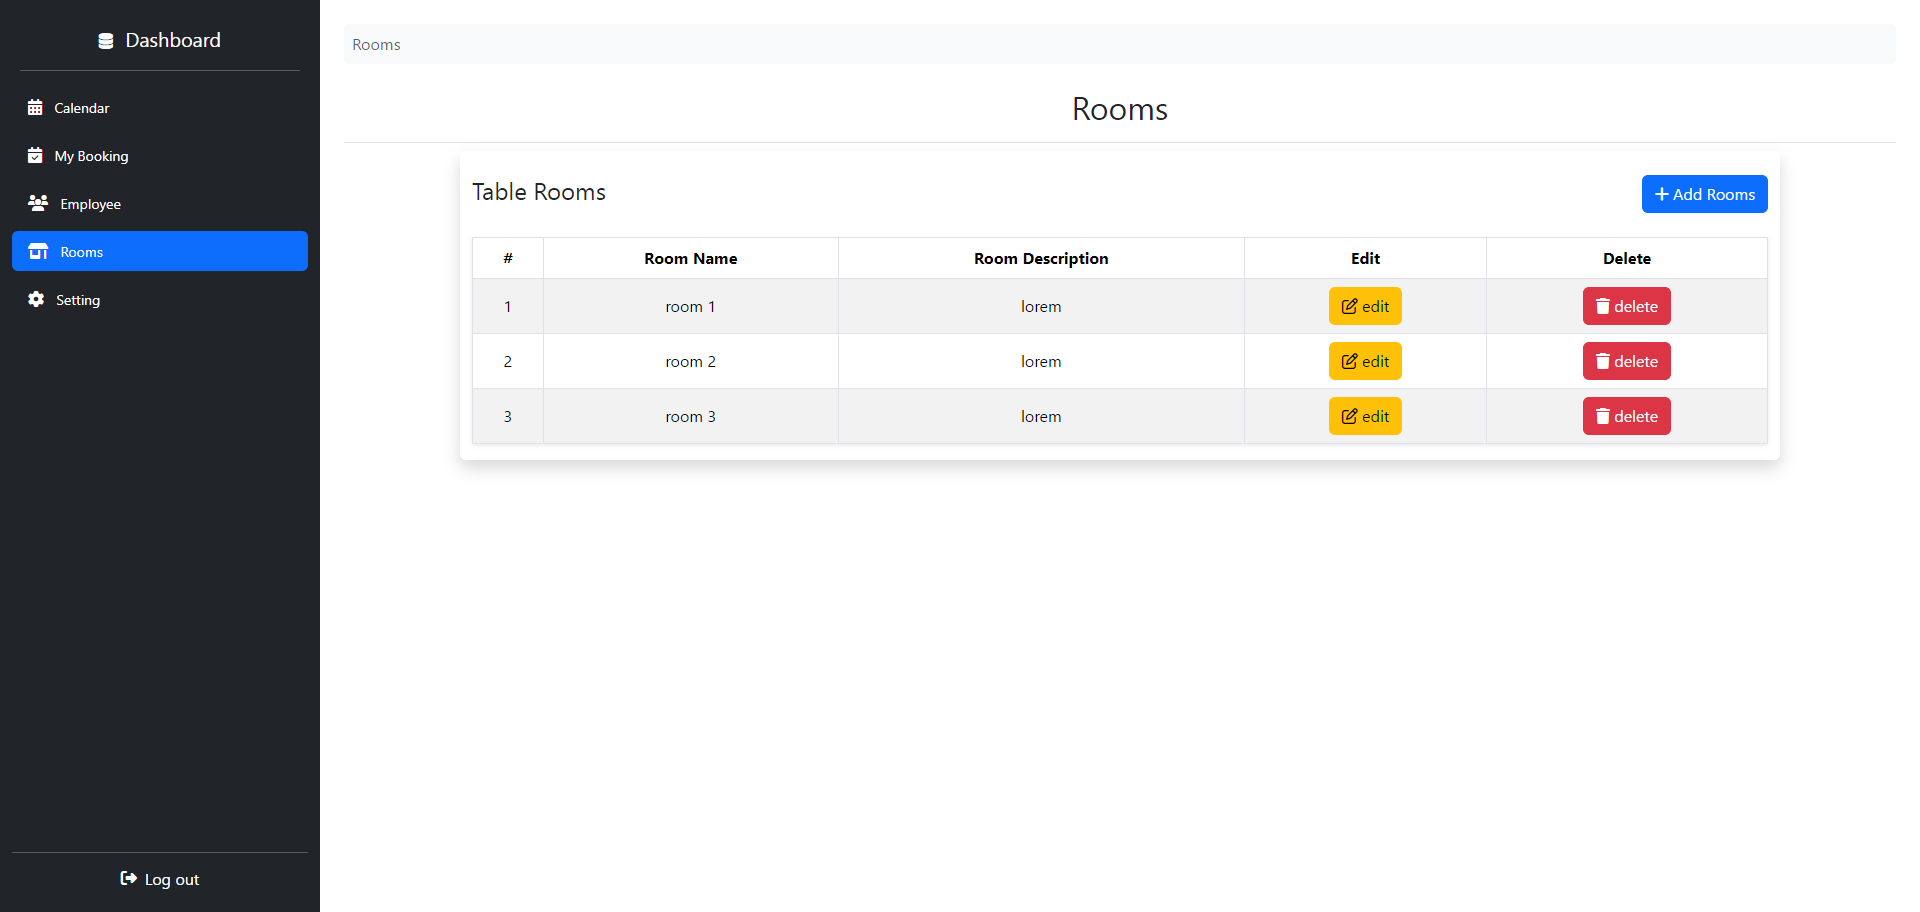 Dashboard
Calendar
My Booking
Employee
Rooms
Setting
Log out
Rooms
Rooms
Table Rooms
Add Rooms
# Room Name Room Description Edit Delete
1 room 1 lorem edit delete
2 room 2 lorem edit delete
3 room 3 lorem edit delete